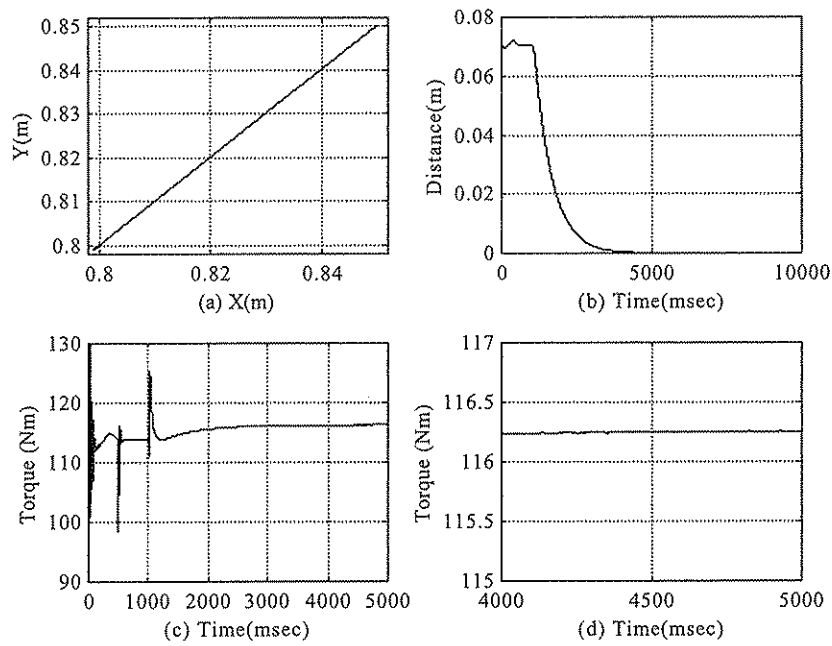 0.85
0.84
0.83
0.82
0.81
0.8
Y(m)
0.8 0.82 0.84
(a) X(m)
0.08
0.06
0.04
0.02
0
Distance(m)
0 5000 10000
(b) Time(msec)
130
120
110
100
90
Torque (Nm)
0 1000 2000 3000 4000 5000
(c) Time(msec)
117
116.5
116
115.5
115
Torque (Nm)
4000 4500 5000
(d) Time(msec)